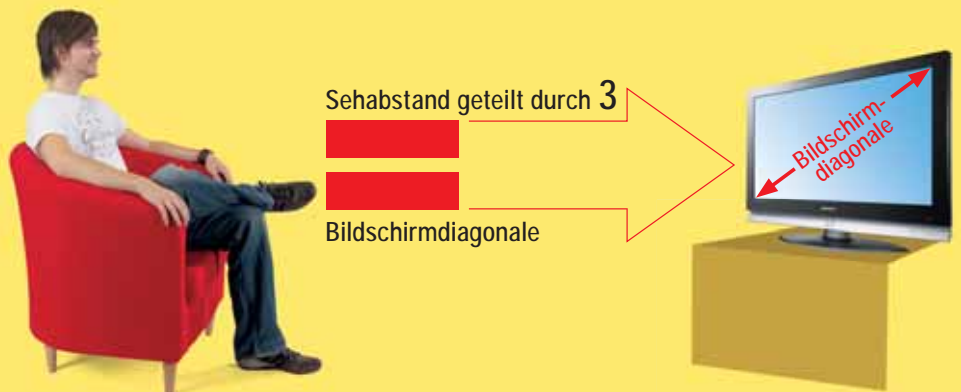 Sehabstand geteilt durch 3
Bildschirmdiagonale
Bildschirm-
diagonale